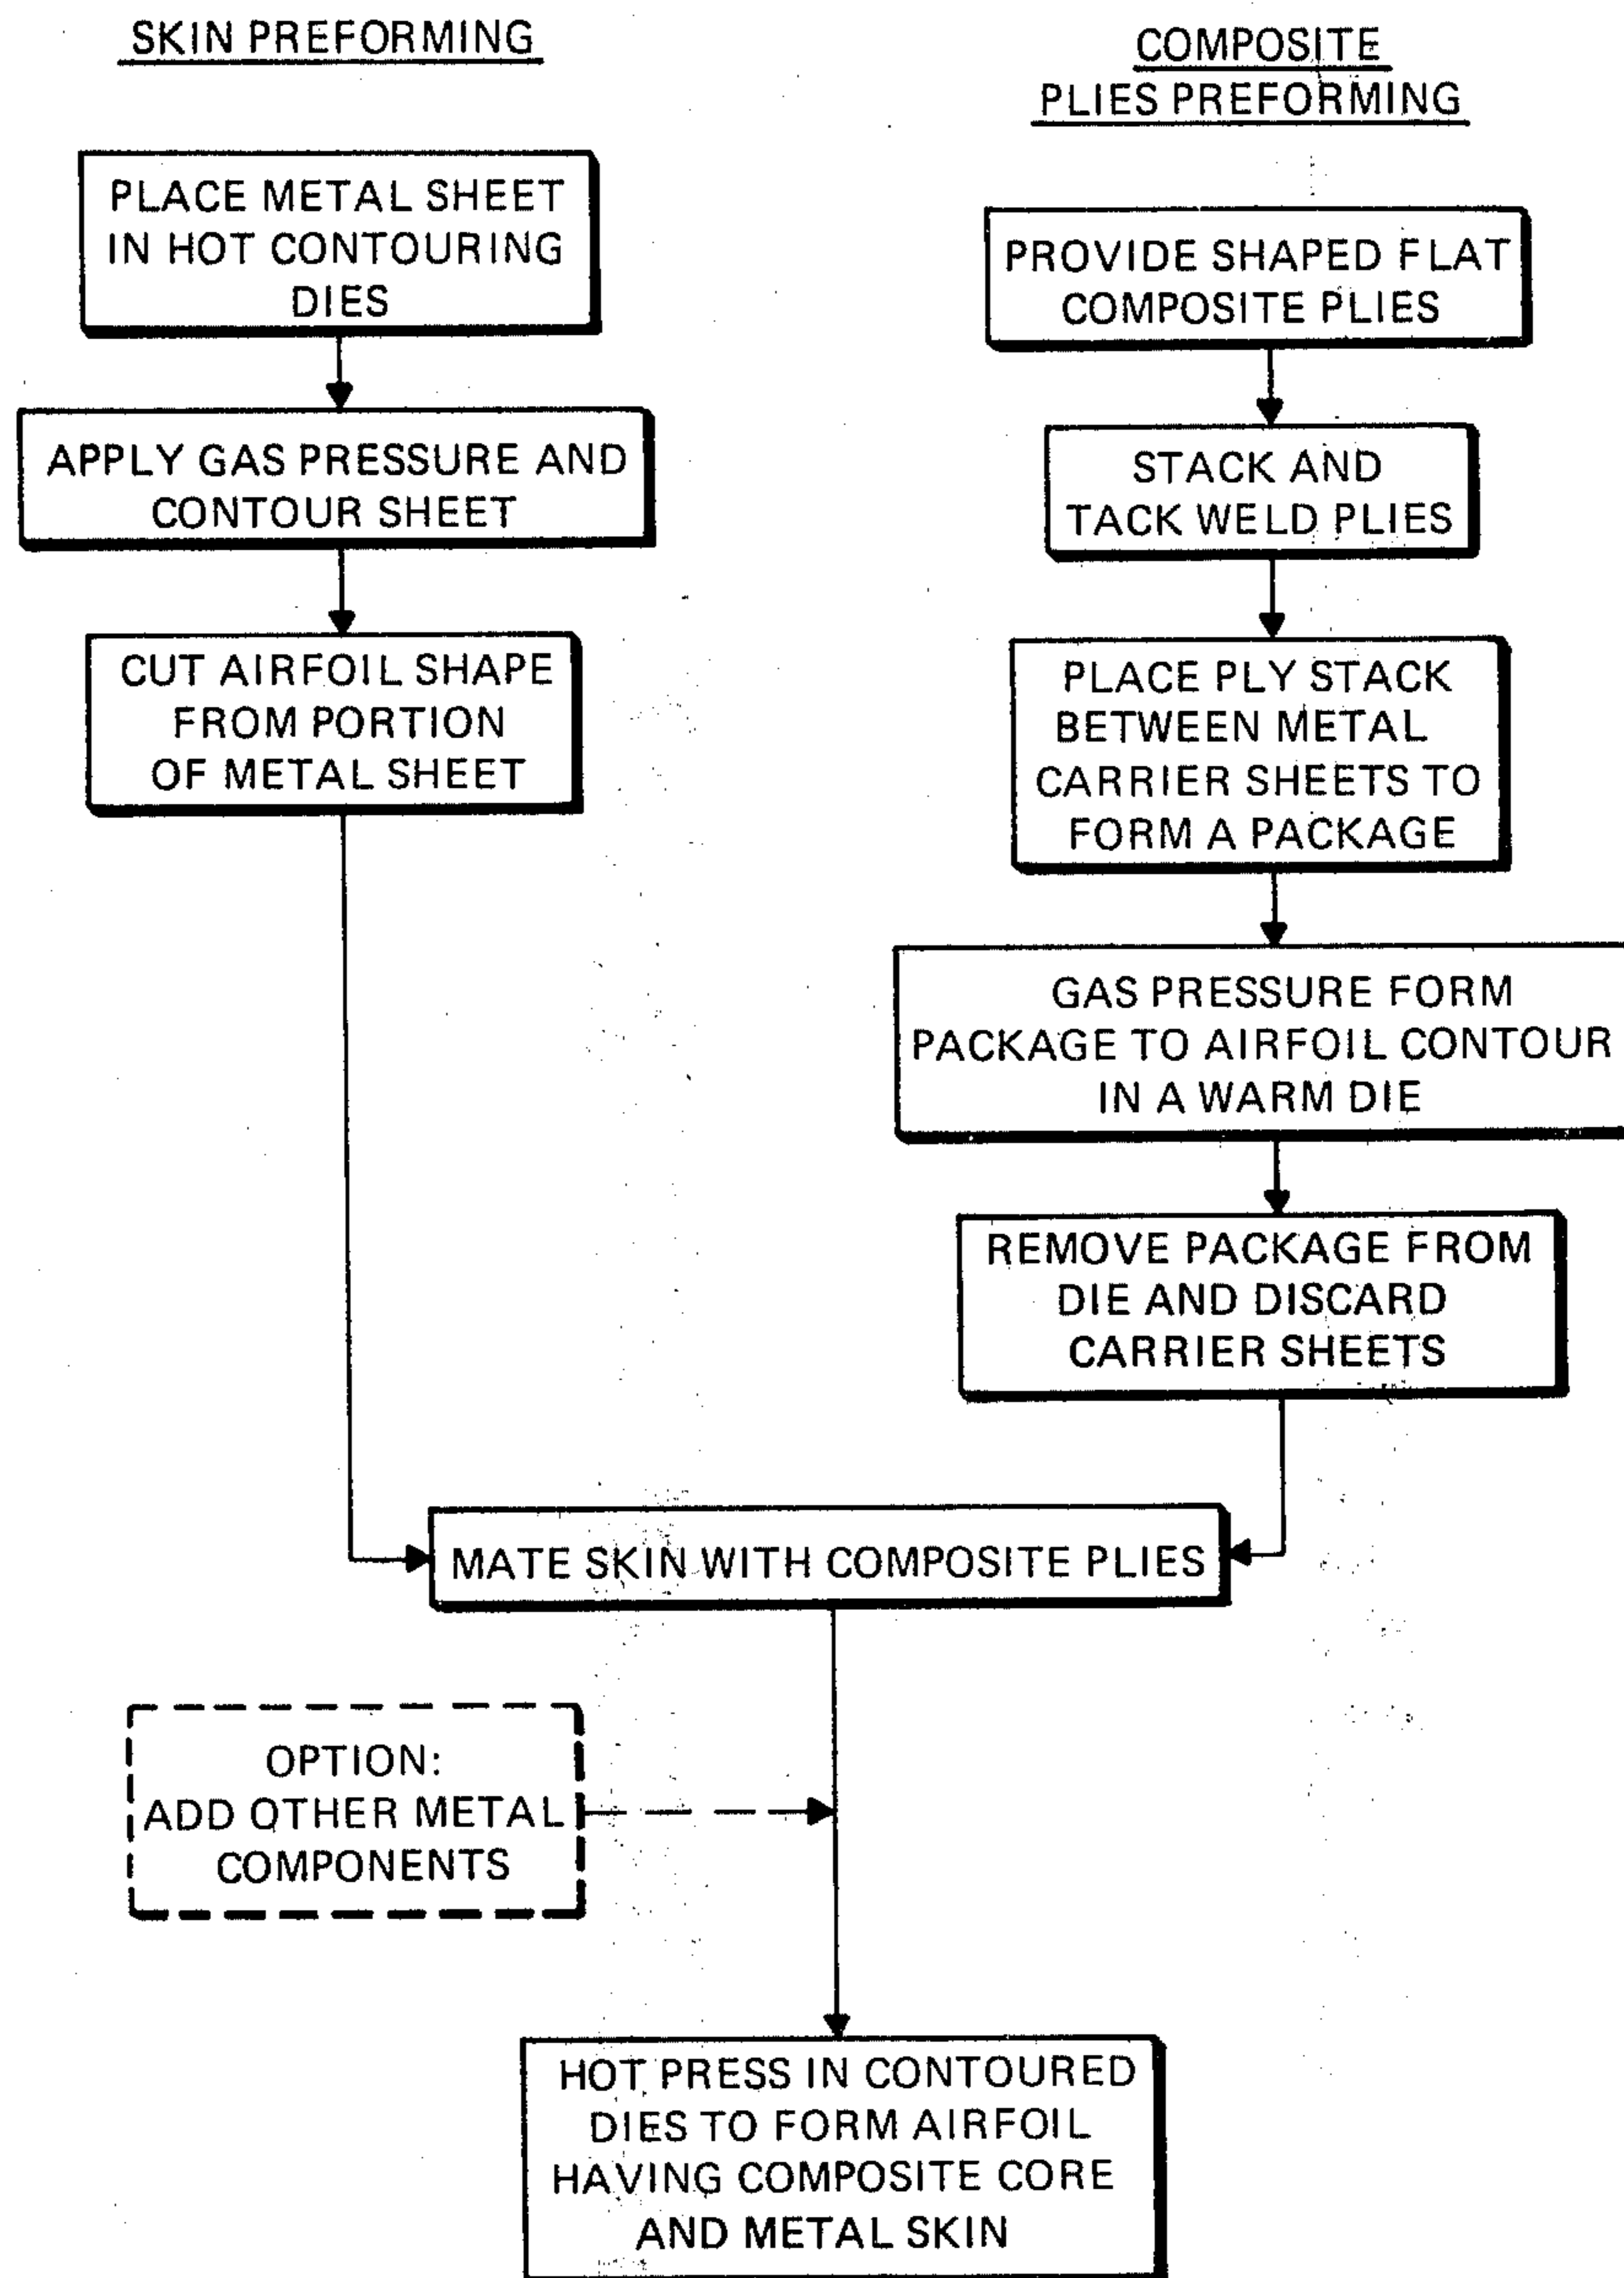 SKIN PREFORMING
PLACE METAL SHEET
IN HOT CONTOURING
DIES
APPLY GAS PRESSURE AND
CONTOUR SHEET
CUT AIRFOIL SHAPE
FROM PORTION
OF METAL SHEET
COMPOSITE
PLIES PREFORMING
PROVIDE SHAPED FLAT
COMPOSITE PLIES
STACK AND
TACK WELD PLIES
PLACE PLY STACK
BETWEEN METAL
CARRIER SHEETS TO
FORM A PACKAGE
GAS PRESSURE FORM
PACKAGE TO AIRFOIL CONTOUR
IN A WARM DIE
REMOVE PACKAGE FROM
DIE AND DISCARD
CARRIER SHEETS
MATE SKIN WITH COMPOSITE PLIES
OPTION:
ADD OTHER METAL
COMPONENTS
HOT PRESS IN CONTOURED
DIES TO FORM AIRFOIL
HAVING COMPOSITE CORE
AND METAL SKIN